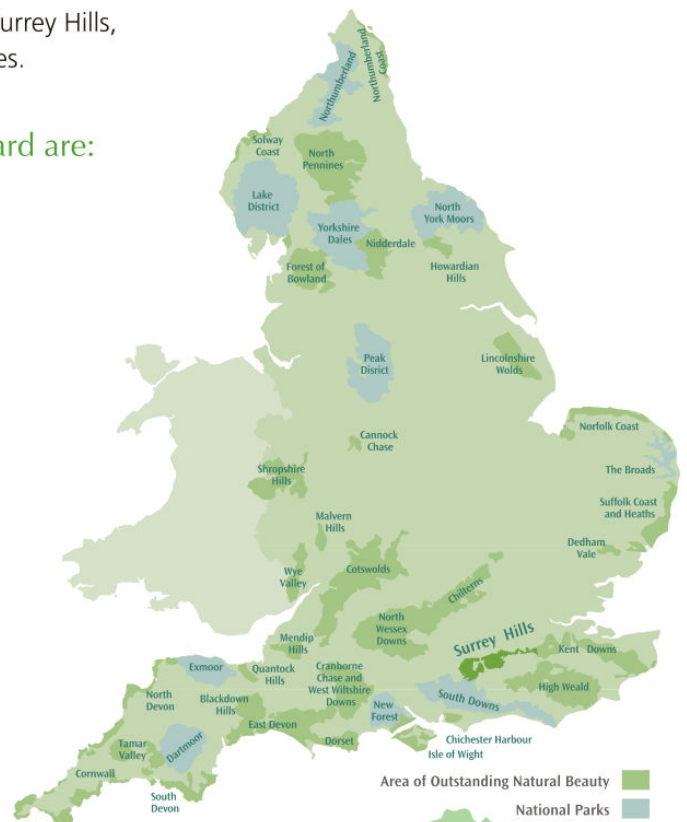 urrey Hills,
es.
ard are:
Northumberland
Northumberland
Coast
Solway
Coast
North
Pennines
Lake
District
Yorkshire
Dales
Nidderdale
North
York Moors
Howardian
Hills
Forest of
Bowland
Peak
Disrict
Lincolnshire
Wolds
Cannock
Chase
Norfolk Coast
The Broads
Shropshire
Hills
Suffolk Coast
and Heaths
Malvern
Hills
Dedham
Vale
Wye
Valley
Cotswolds
Chilterns
North
Wessex
Downs
Surrey Hills
Kent Downs
Mendip
Hills
Exmoor
Quantock
Hills
Cranborne
Chase and
West Wiltshire
Downs
High Weald
North
Devon
Blackdown
Hills
New
Forest
South Downs
East Devon
Dorset
Chichester Harbour
Isle of Wight
Tamar
Valley
Dartmoor
Cornwall
South
Devon
Area of Outstanding Natural Beauty
National Parks